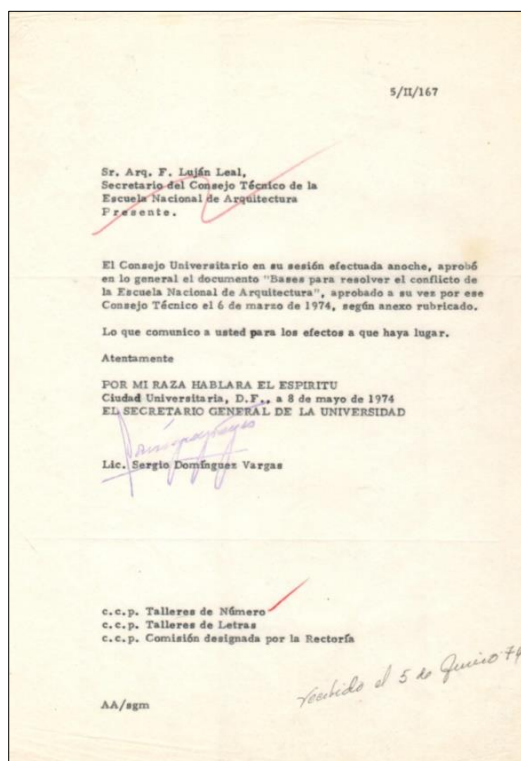 5/II/167
Sr. Arq. F. Luján Leal,
Secretario del Consejo Técnico de la
Escuela Nacional de Arquitectura
Presente.
El Consejo Universitario en su sesión efectuada anoche, aprobó
en lo general el documento "Bases para resolver el conflicto de
la Escuela Nacional de Arquitectura", aprobado a su vez por ese
Consejo Técnico el 6 de marzo de 1974, según anexo rubricado.
Lo que comunico a usted para los efectos a que haya lugar.
Atentamente
POR MI RAZA HABLARA EL ESPIRITU
Ciudad Universitaria, D.F., a 8 de mayo de 1974
EL SECRETARIO GENERAL DE LA UNIVERSIDAD
Lic. Sergio Domínguez Vargas
c.c.p. Talleres de Número
c.c.p. Talleres de Letras
c.c.p. Comisión designada por la Rectoría
recibido el 5 de Junio 74
AA/sgm